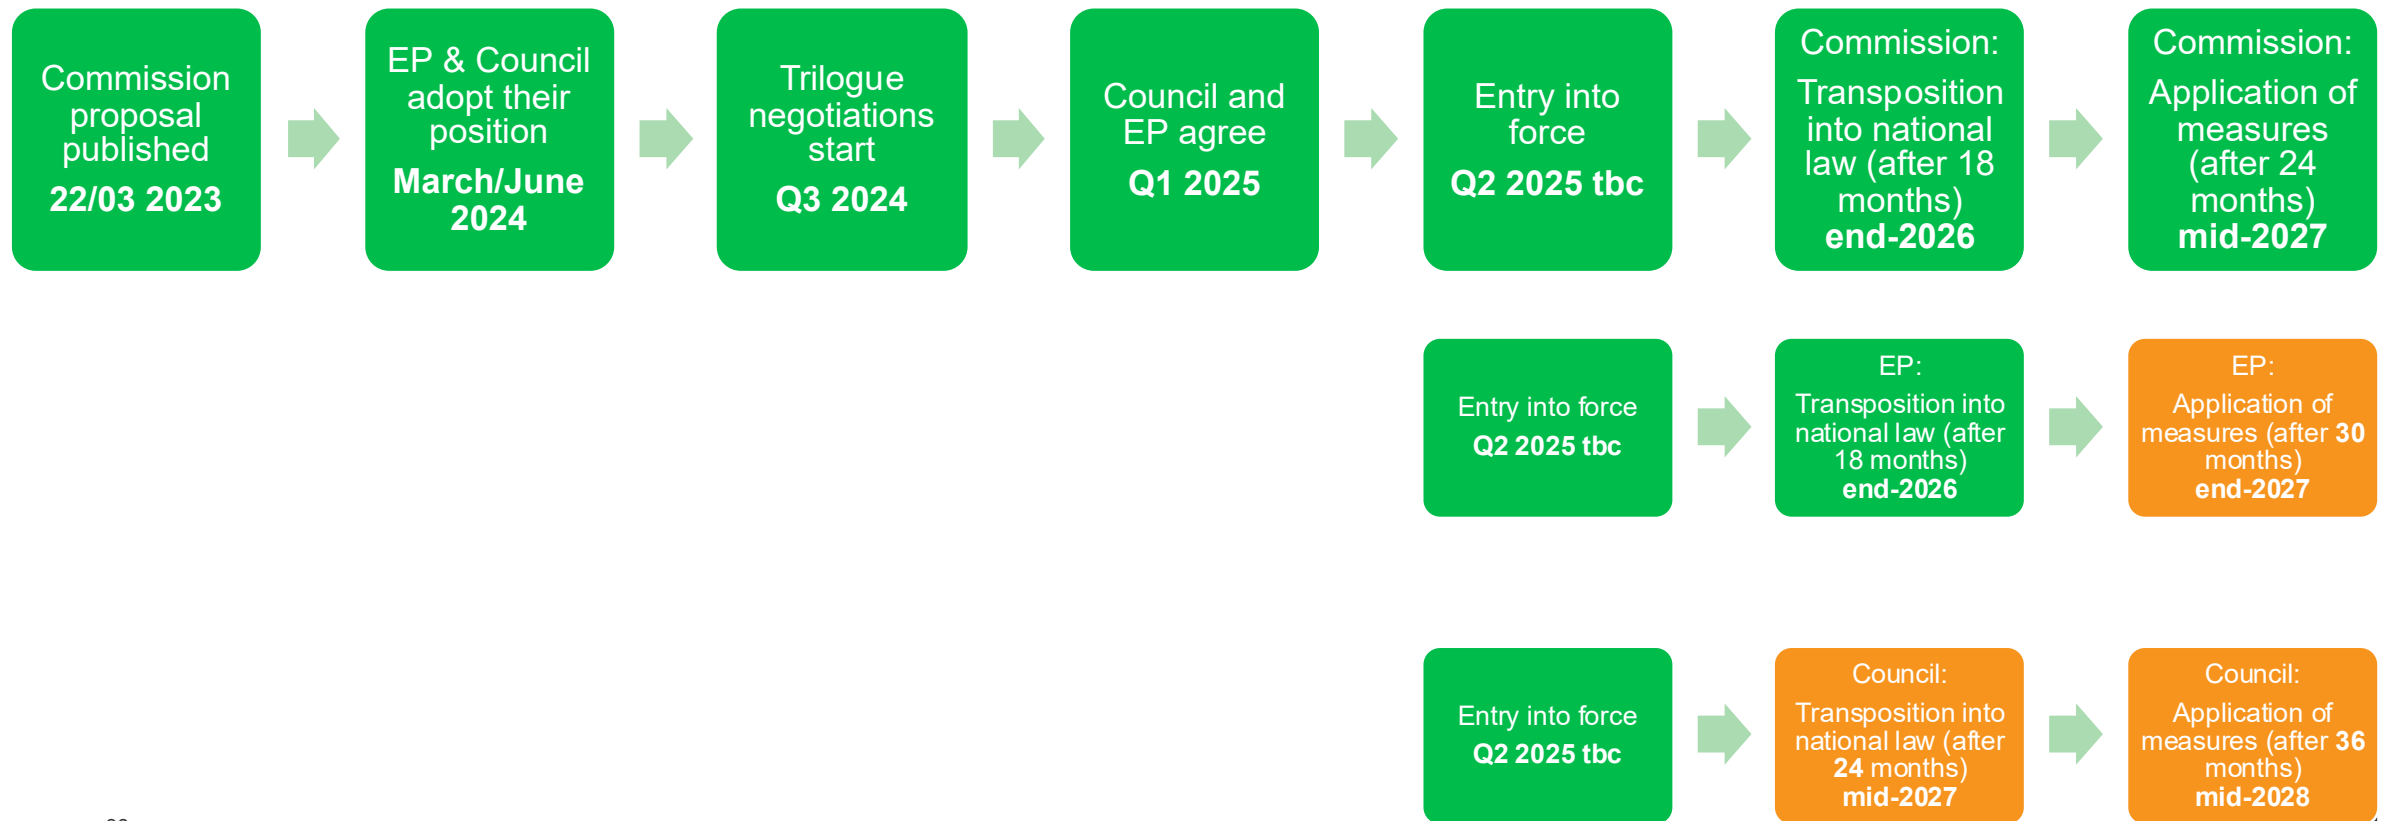 Commission
proposal
published
22/03 2023
EP & Council
adopt their
position
March/June
2024
Trilogue
negotiations
start
Q3 2024
Council and
EP agree
Q1 2025
Entry into
force
Q2 2025 tbc
Commission:
Transposition
into national
law (after 18
months)
end-2026
Commission:
Application of
measures
(after 24
months)
mid-2027
Entry into force
Q2 2025 tbc
EP:
Transposition into
national law (after
18 months)
end-2026
EP:
Application of
measures (after 30
months)
end-2027
Entry into force
Q2 2025 tbc
Council:
Transposition into
national law (after
24 months)
mid-2027
Council:
Application of
measures (after 36
months)
mid-2028